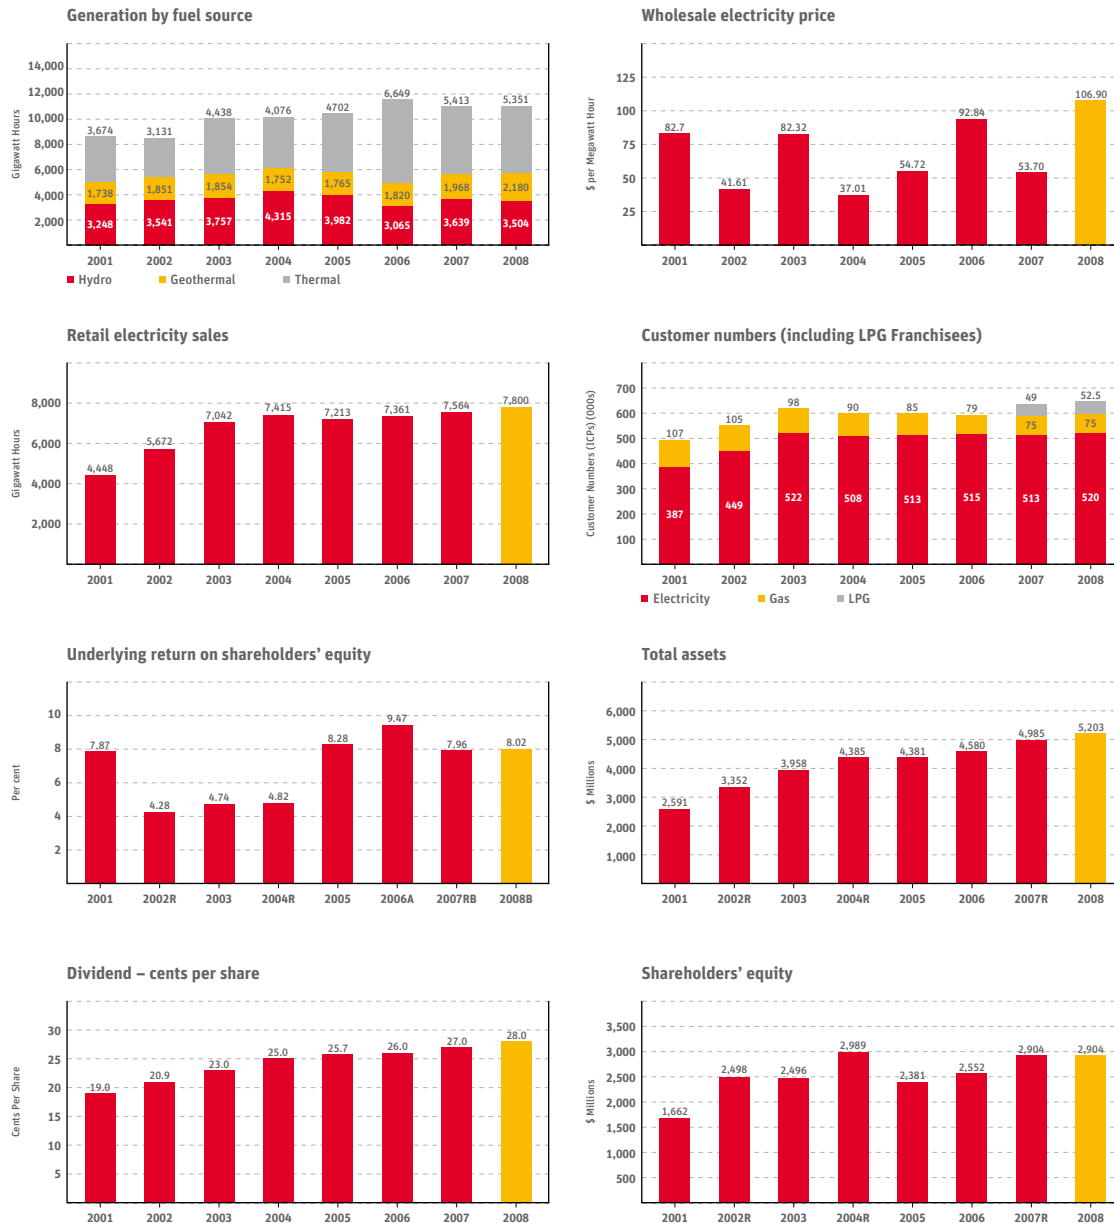 Generation by fuel source
Gigawatt Hours
14,000
12,000
10,000
8,000
6,000
4,000
2,000
3,674 3,131 4,438 4,076 4702 6,649 5,413 5,351
1,738 1,851 1,854 1,752 1,765 1,820 1,968 2,180
3,248 3,541 3,757 4,315 3,982 3,065 3,639 3,504
2001 2002 2003 2004 2005 2006 2007 2008
Hydro Geothermal Thermal
Wholesale electricity price
$ per Megawatt Hour
125
100
75
50
25
82.7 41.61 82.32 37.01 54.72 92.84 53.70 106.90
2001 2002 2003 2004 2005 2006 2007 2008
Retail electricity sales
Gigawatt Hours
8,000
6,000
4,000
2,000
4,448 5,672 7,042 7,415 7,213 7,361 7,564 7,800
2001 2002 2003 2004 2005 2006 2007 2008
Customer numbers (including LPG Franchisees)
Customer Numbers (ICPs) (000s)
700
600
500
400
300
200
100
49 52.5
107 105 98 90 85 79 75 75
387 449 522 508 513 515 513 520
2001 2002 2003 2004 2005 2006 2007 2008
Electricity Gas LPG
Underlying return on shareholders’ equity
Per cent
10
8
6
4
2
7.87 4.28 4.74 4.82 8.28 9.47 7.96 8.02
2001 2002R 2003 2004R 2005 2006A 2007RB 2008B
Total assets
$ Millions
6,000
5,000
4,000
3,000
2,000
1,000
2,591 3,352 3,958 4,385 4,381 4,580 4,985 5,203
2001 2002R 2003 2004R 2005 2006 2007R 2008
Dividend – cents per share
Cents Per Share
30
25
20
15
10
5
19.0 20.9 23.0 25.0 25.7 26.0 27.0 28.0
2001 2002 2003 2004 2005 2006 2007 2008
Shareholders’ equity
$ Millions
3,500
3,000
2,500
2,000
1,500
1,000
500
1,662 2,498 2,496 2,989 2,381 2,552 2,904 2,904
2001 2002R 2003 2004R 2005 2006 2007R 2008